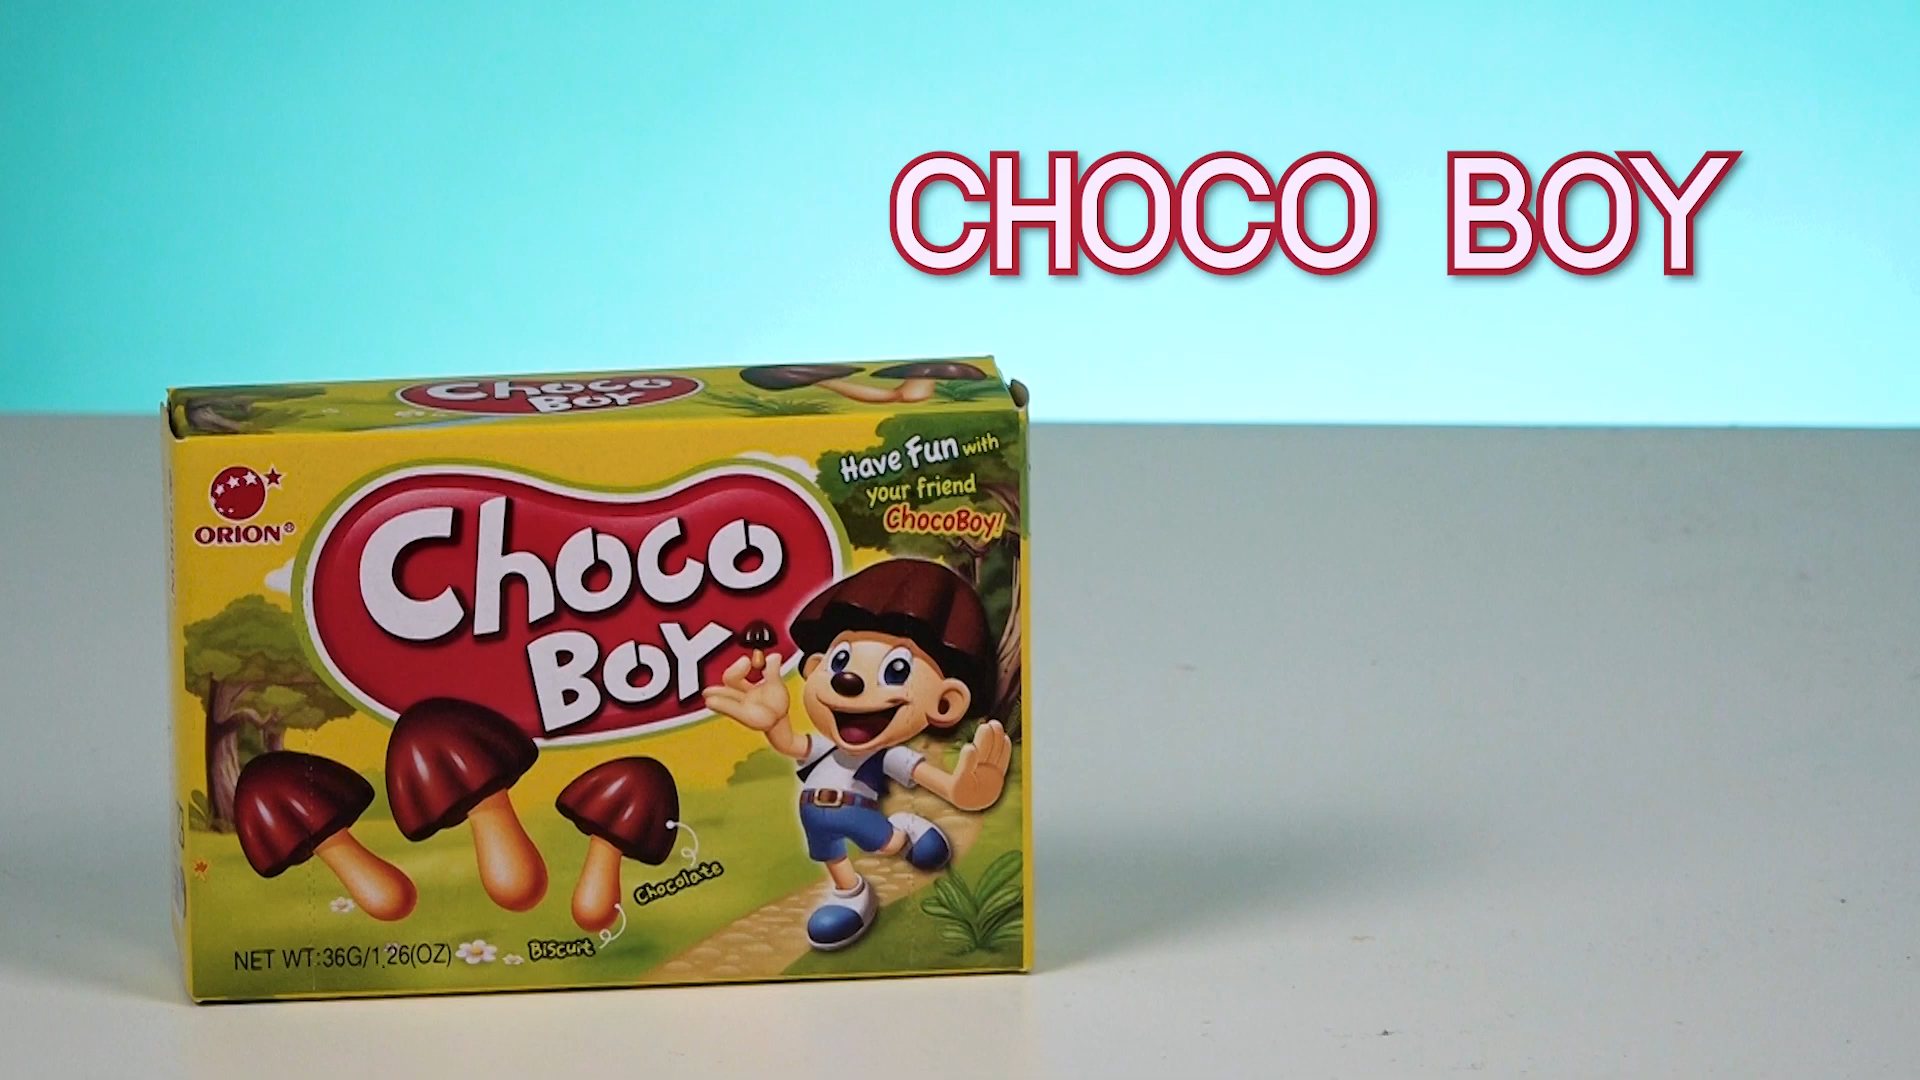 CHOCO BOY
Choco
BOY
ORION®
Have Fun with
your friend
ChocoBoy!
Choco
BOY
Chocolate
Biscuit
NET WT:36G/1.26(OZ)